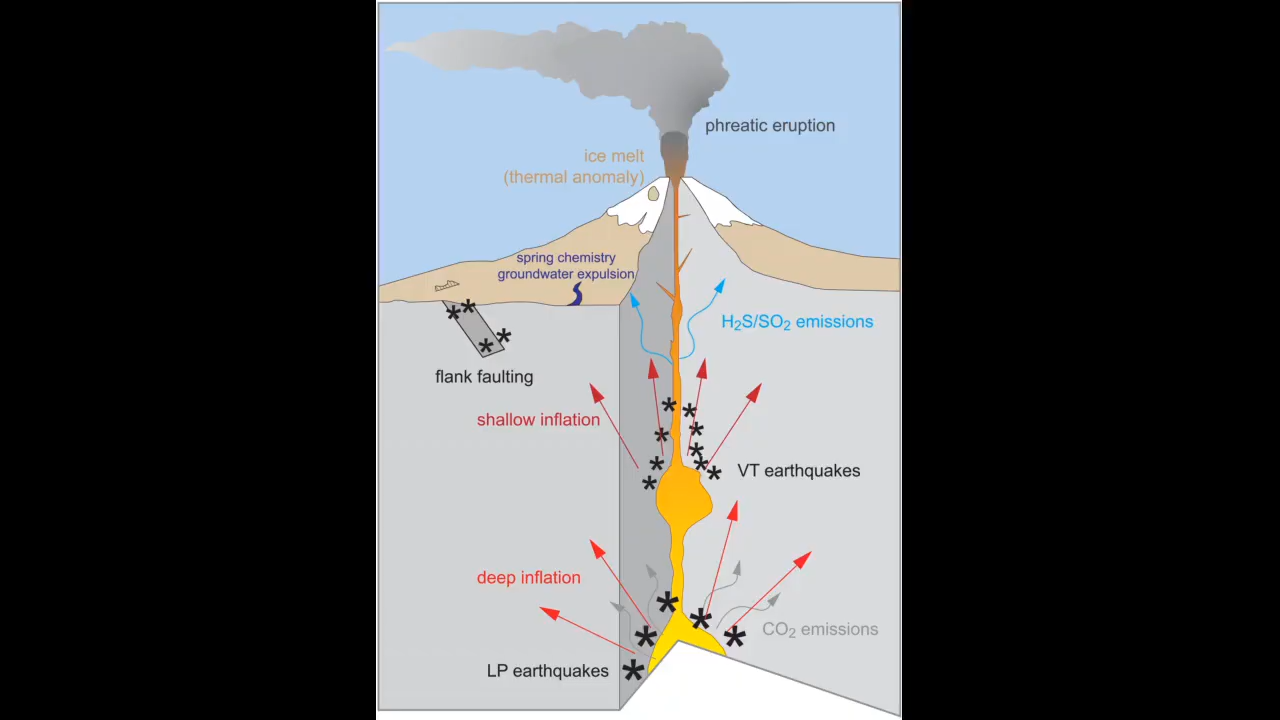 phreatic eruption
ice melt
(thermal anomaly)
spring chemistry
groundwater expulsion
H₂S/SO₂ emissions
flank faulting
shallow inflation
VT earthquakes
deep inflation
CO₂ emissions
LP earthquakes